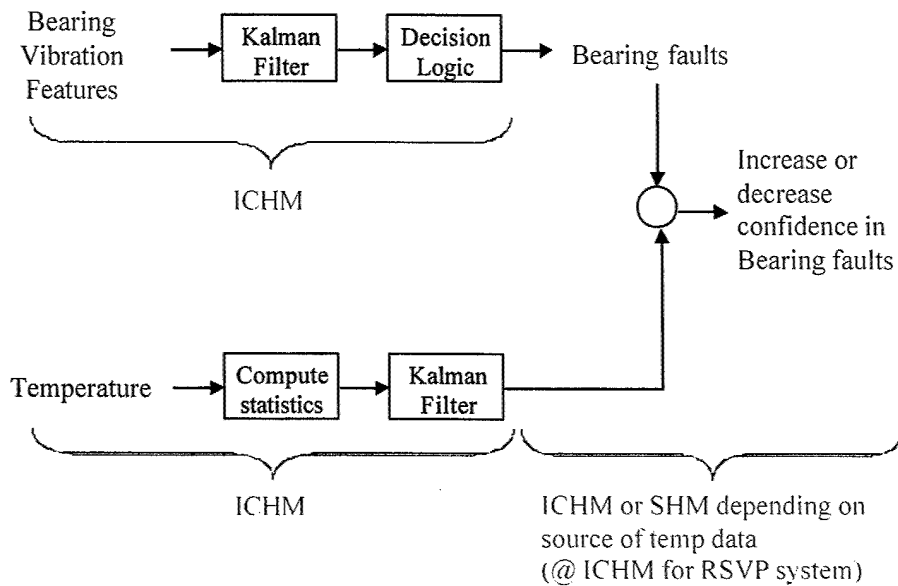 Bearing
Vibration
Features
Kalman
Filter
Decision
Logic
Bearing faults
ICHM
Increase or
decrease
confidence in
Bearing faults
Temperature
Compute
statistics
Kalman
Filter
ICHM
ICHM or SHM depending on
source of temp data
(@ ICHM for RSVP system)